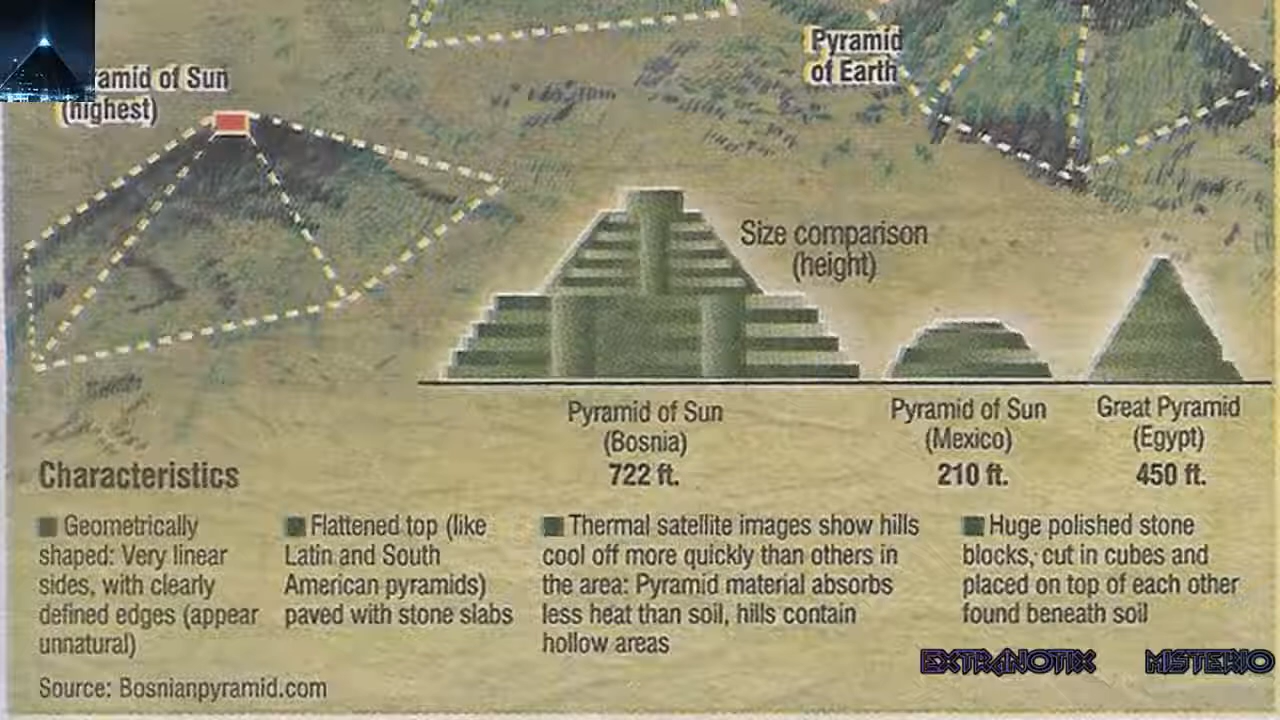 Pyramid
of Earth
ramid of Sun
(highest)
Size comparison
(height)
Pyramid of Sun
(Bosnia)
722 ft.
Pyramid of Sun
(Mexico)
210 ft.
Great Pyramid
(Egypt)
450 ft.
Characteristics
Geometrically
shaped: Very linear
sides, with clearly
defined edges (appear
unnatural)
Flattened top (like
Latin and South
American pyramids)
paved with stone slabs
Thermal satellite images show hills
cool off more quickly than others in
the area: Pyramid material absorbs
less heat than soil, hills contain
hollow areas
Huge polished stone
blocks, cut in cubes and
placed on top of each other
found beneath soil
Source: Bosnianpyramid.com
EXTRANOTIX MISTERIO